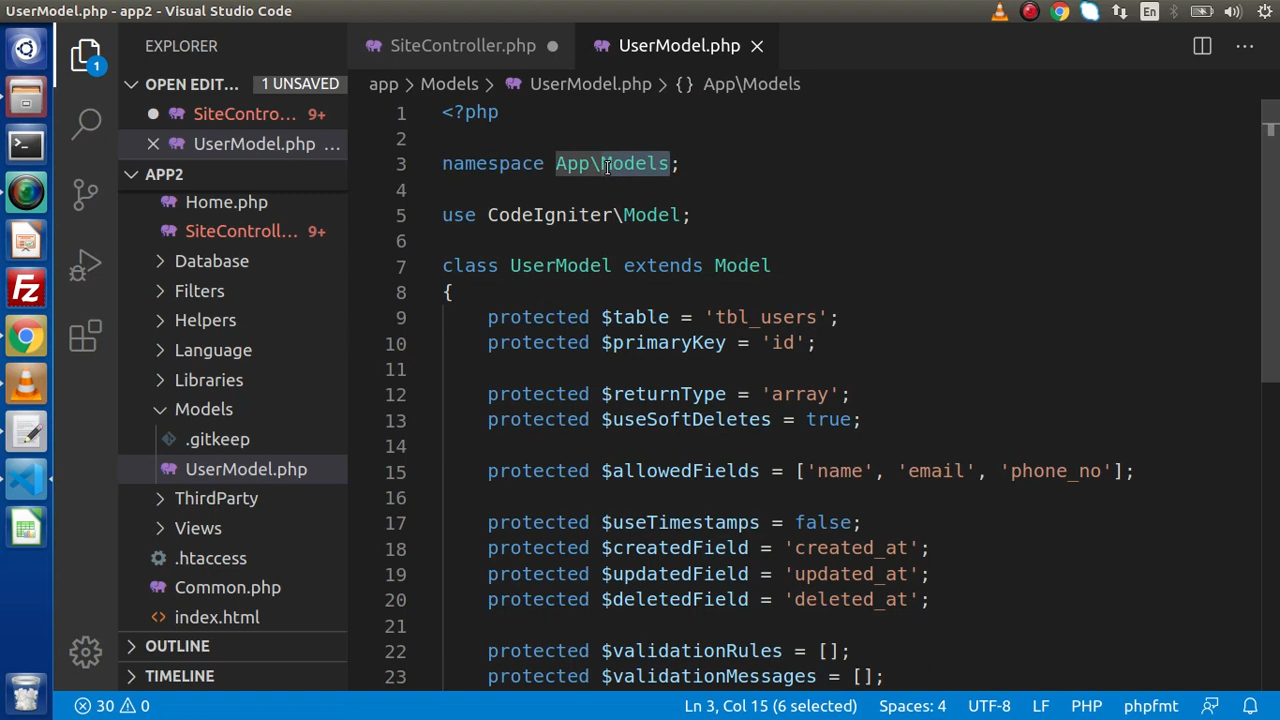 UserModel.php - app2 - Visual Studio Code
En
EXPLORER
SiteController.php
UserModel.php
1
OPEN EDIT... 1 UNSAVED
app > Models > UserModel.php > {} App\Models
SiteContro... 9+
UserModel.php ...
APP2
Home.php
SiteControll... 9+
Database
Filters
Helpers
Language
Libraries
Models
.gitkeep
UserModel.php
ThirdParty
Views
.htaccess
Common.php
index.html
OUTLINE
TIMELINE
1 <?php
2
3 namespace App\Models;
4
5 use CodeIgniter\Model;
6
7 class UserModel extends Model
8 {
9 protected $table = 'tbl_users';
10 protected $primaryKey = 'id';
11
12 protected $returnType = 'array';
13 protected $useSoftDeletes = true;
14
15 protected $allowedFields = ['name', 'email', 'phone_no'];
16
17 protected $useTimestamps = false;
18 protected $createdField = 'created_at';
19 protected $updatedField = 'updated_at';
20 protected $deletedField = 'deleted_at';
21
22 protected $validationRules = [];
23 protected $validationMessages = [];
30 0
Ln 3, Col 15 (6 selected)
Spaces: 4
UTF-8
LF
PHP
phpfmt